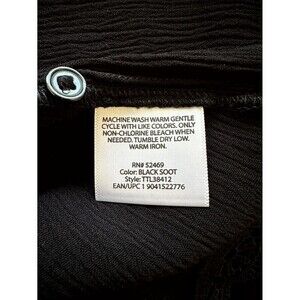 MACHINE WASH WARM GENTLE
CYCLE WITH LIKE COLORS. ONLY
NON-CHLORINE BLEACH WHEN
NEEDED. TUMBLE DRY LOW.
WARM IRON.
RN# 52469
Color: BLACK SOOT
Style: TTL38412
EAN/UPC 1 9041522776